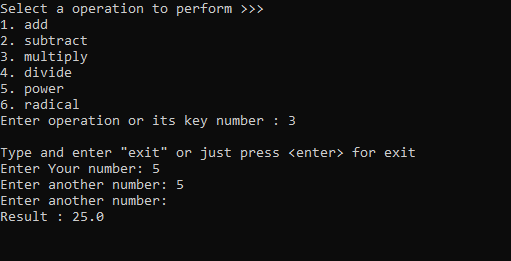 Select a operation to perform >>>
1. add
2. subtract
3. multiply
4. divide
5. power
6. radical
Enter operation or its key number : 3
Type and enter "exit" or just press <enter> for exit
Enter Your number: 5
Enter another number: 5
Enter another number:
Result : 25.0